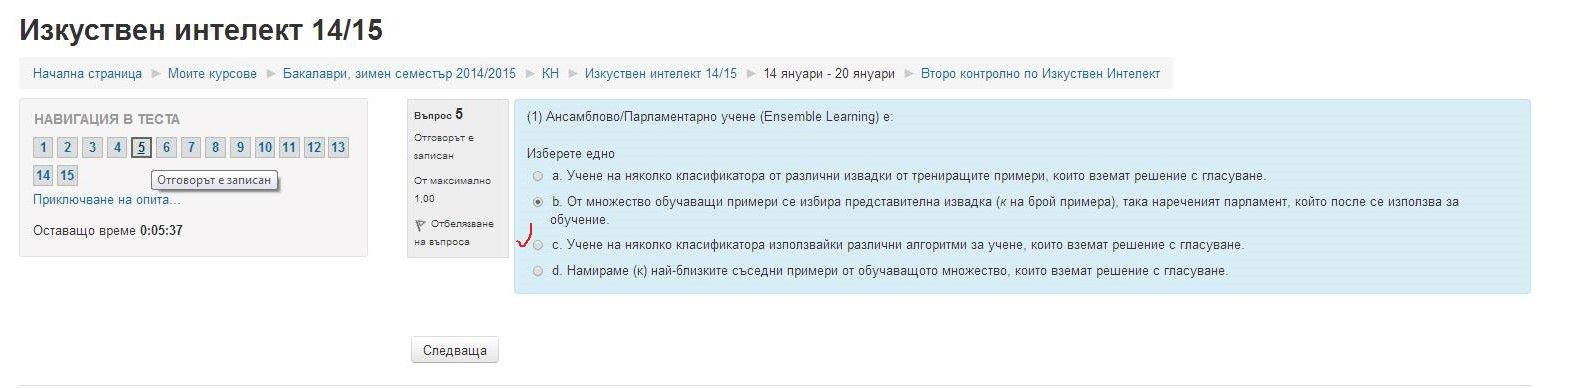 Изкуствен интелект 14/15
Начална страница ► Моите курсове ► Бакалаври, зимен семестър 2014/2015 ► КН ► Изкуствен интелект 14/15 ► 14 януари - 20 януари ► Второ контролно по Изкуствен Интелект
НАВИГАЦИЯ В ТЕСТА
1 2 3 4 5 6 7 8 9 10 11 12 13
14 15
Отговорът е записан
Приключване на опита...
Оставащо време 0:05:37
Въпрос 5
Отговорът е
записан
От максимално
1,00
Отбелязване
на въпроса
(1) Ансамблово/Парламентарно учене (Ensemble Learning) е:
Изберете едно
a. Учене на няколко класификатора от различни извадки от трениращите примери, които вземат решение с гласуване.
b. От множество обучаващи примери се избира представителна извадка (к на брой примера), така нареченият парламент, който после се използва за
обучение.
c. Учене на няколко класификатора използвайки различни алгоритми за учене, които вземат решение с гласуване.
d. Намираме (к) най-близките съседни примери от обучаващото множество, които вземат решение с гласуване.
Следваща